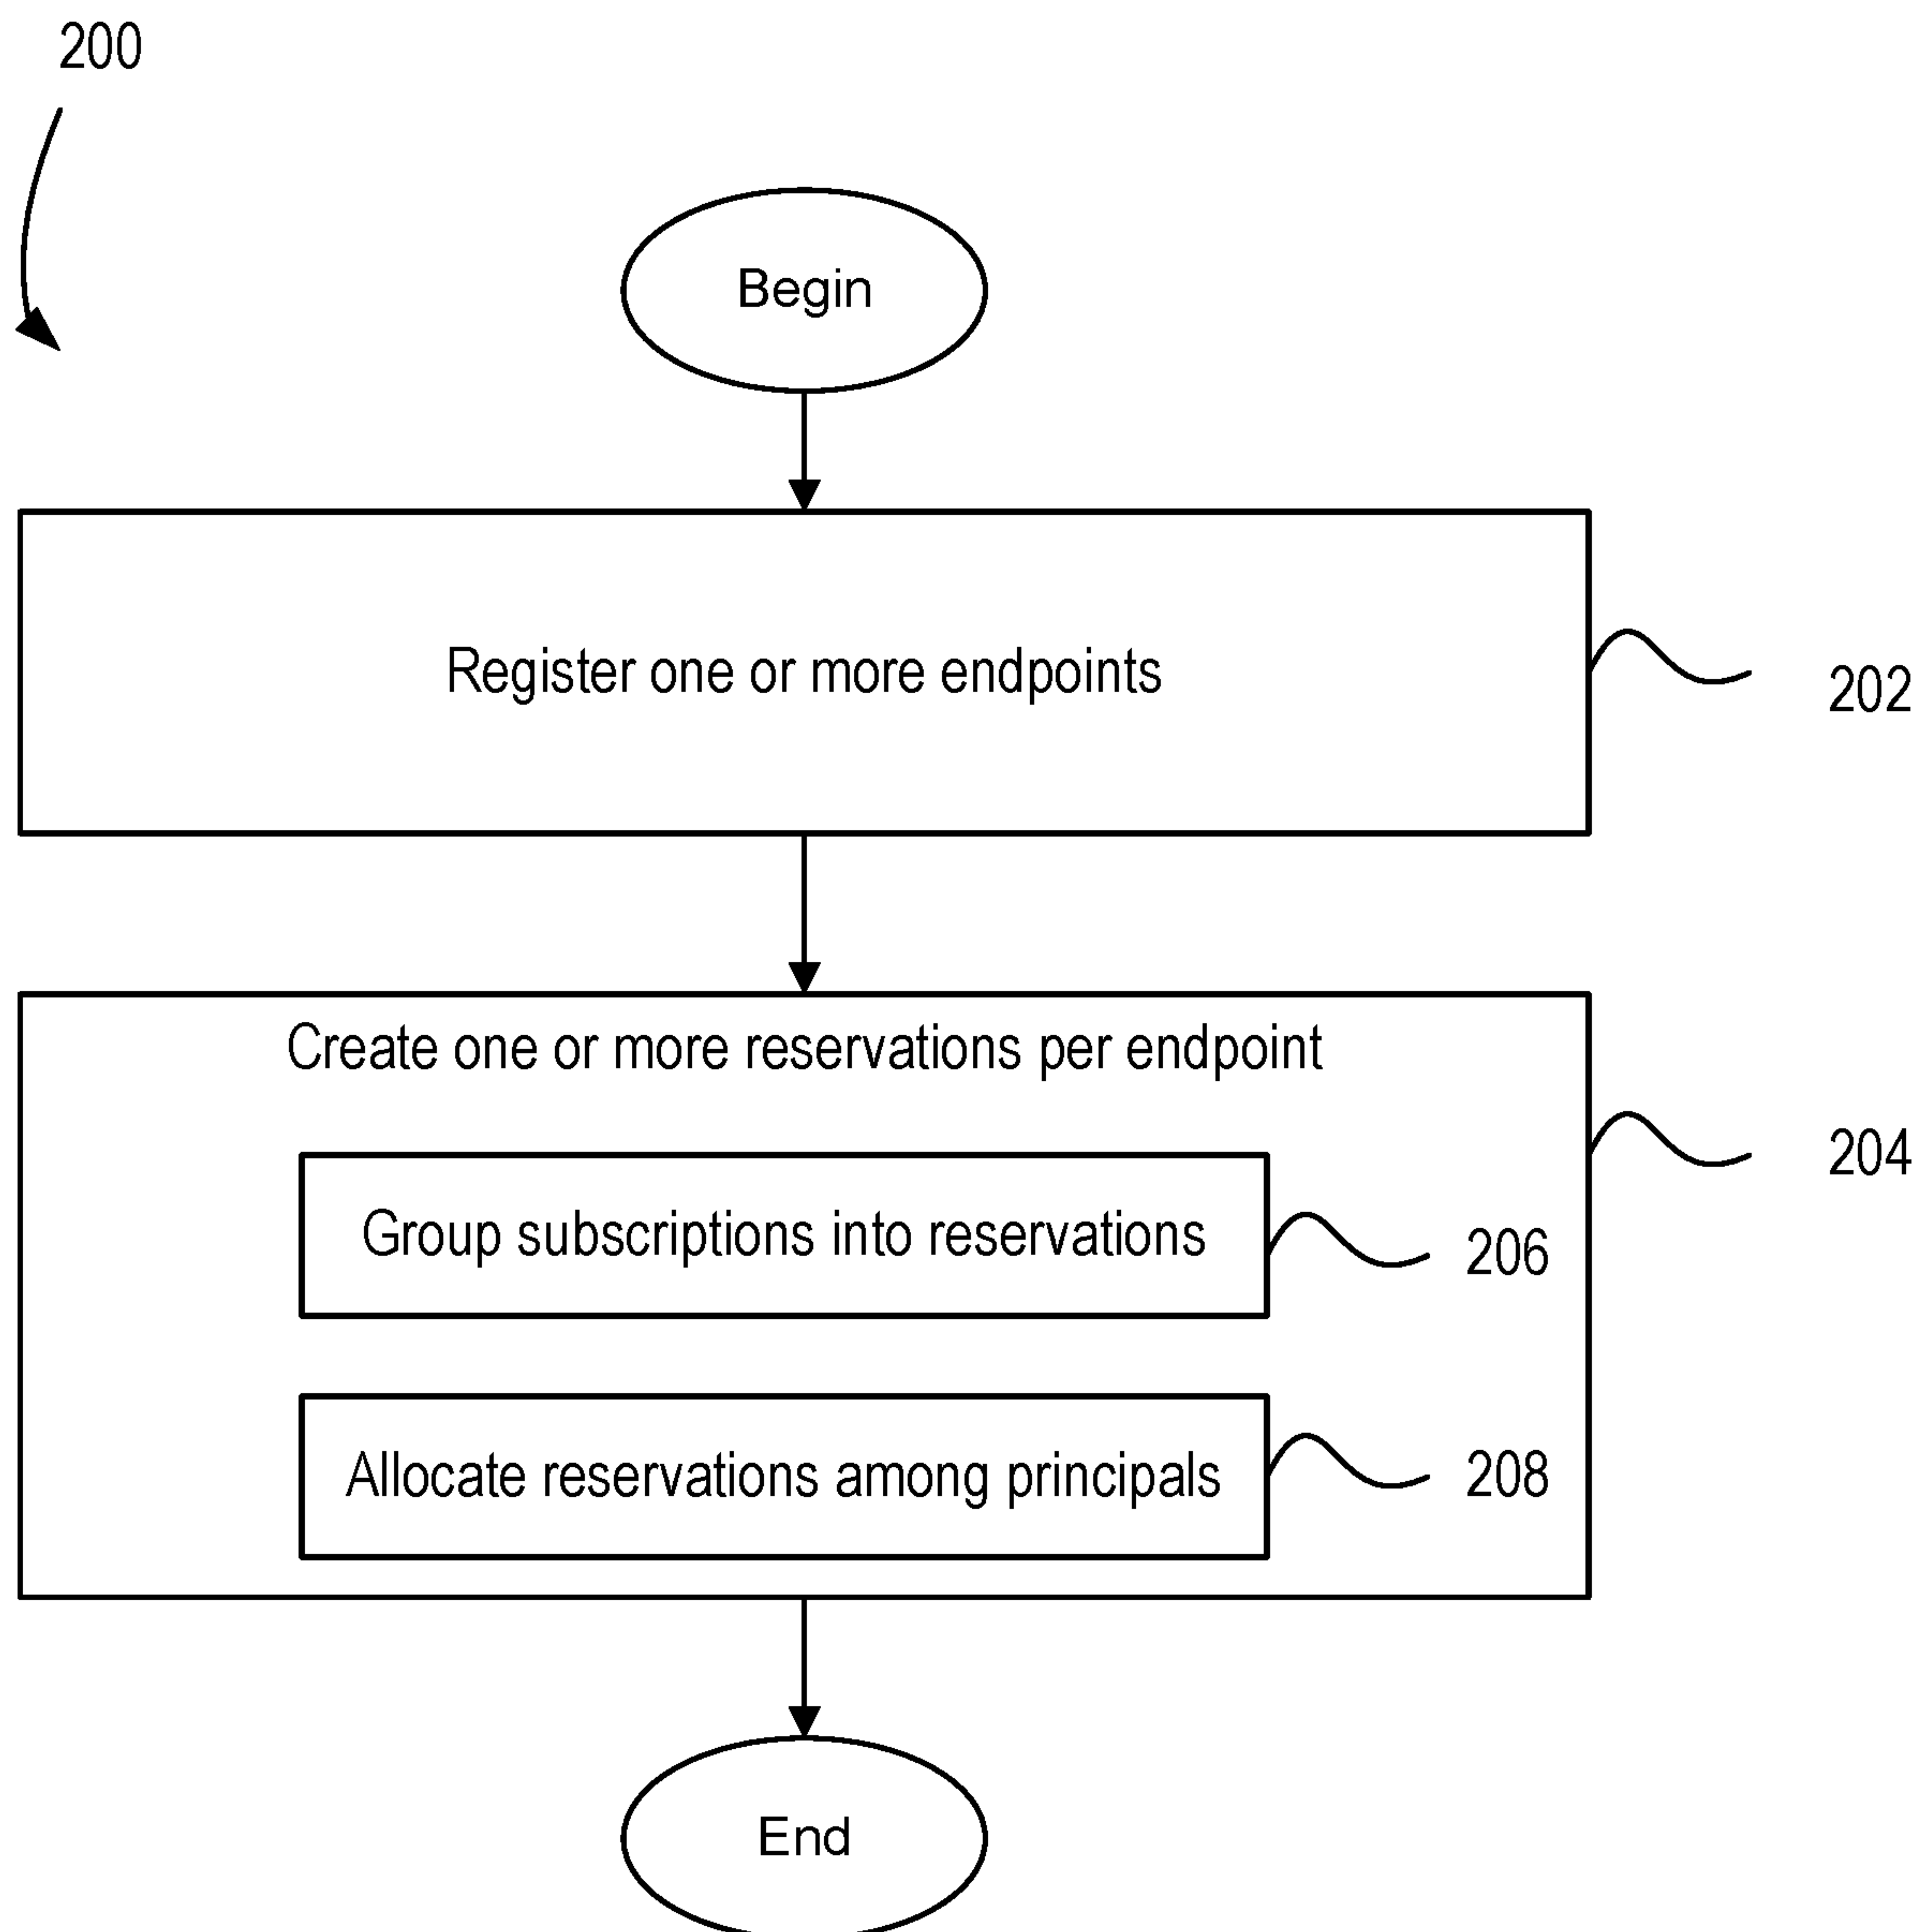 200
Begin
Register one or more endpoints
202
Create one or more reservations per endpoint
204
Group subscriptions into reservations
206
Allocate reservations among principals
208
End